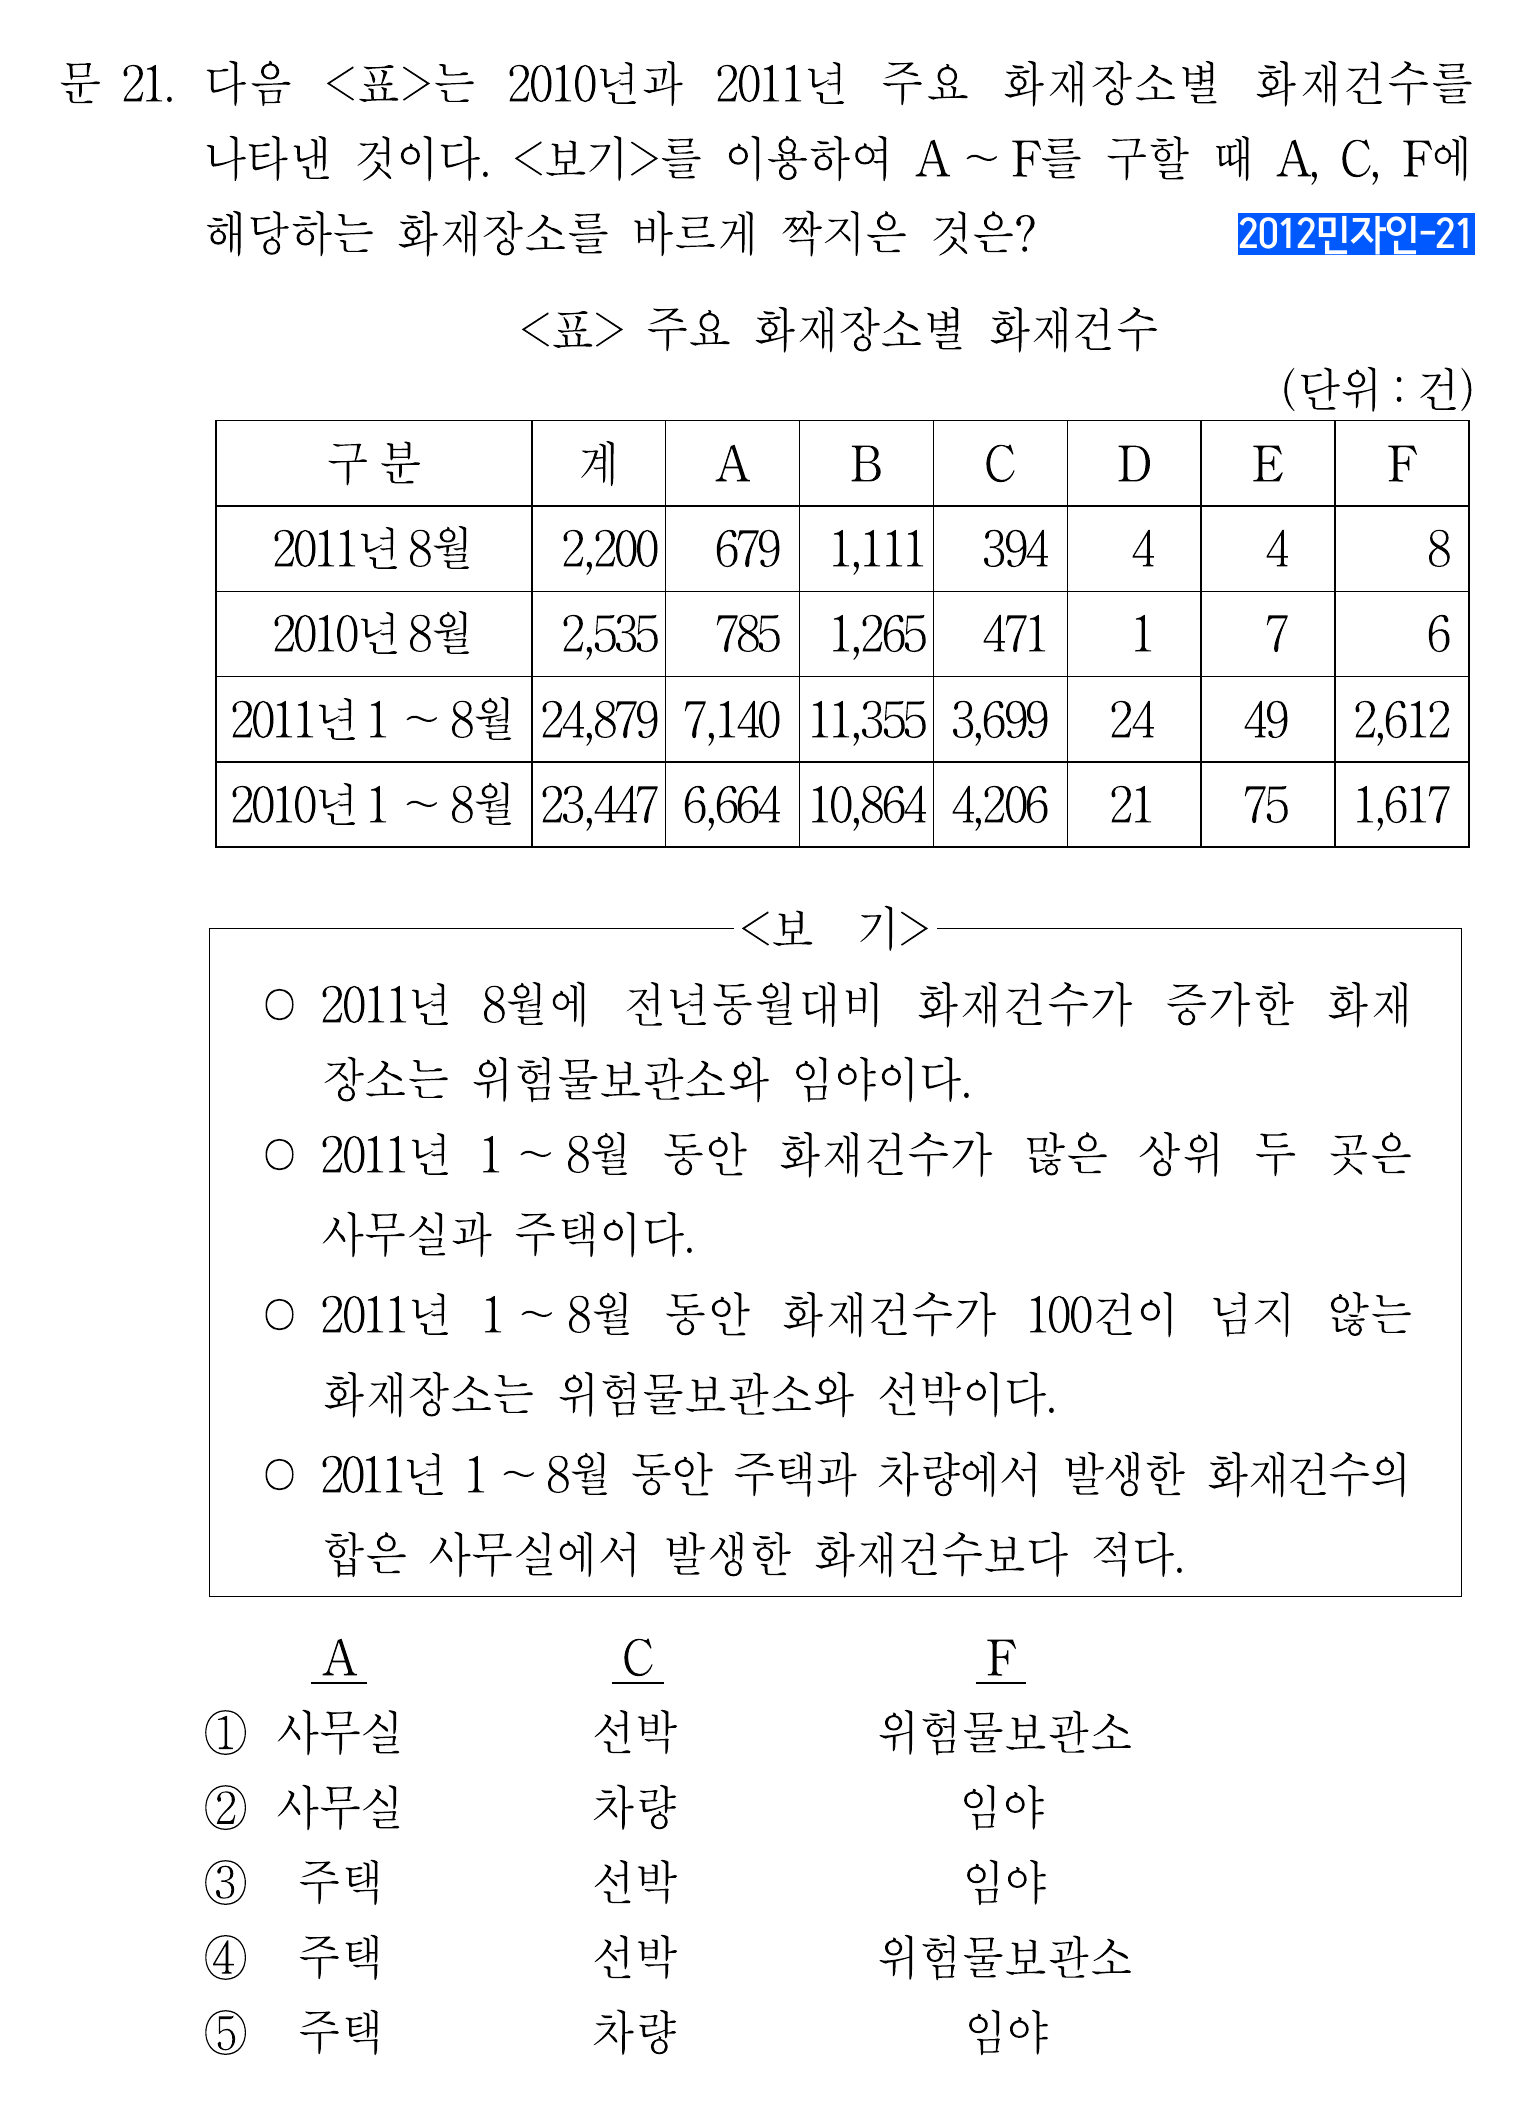 문 21. 다음 <표>는 2010년과 2011년 주요 화재장소별 화재건수를
나타낸 것이다. <보기>를 이용하여 A ~ F를 구할 때 A, C, F에
해당하는 화재장소를 바르게 짝지은 것은?
2012민자인-21
<표> 주요 화재장소별 화재건수
(단위 : 건)
구 분 계 A B C D E F
2011년 8월 2,200 679 1,111 394 4 4 8
2010년 8월 2,535 785 1,265 471 1 7 6
2011년 1 ~ 8월 24,879 7,140 11,355 3,699 24 49 2,612
2010년 1 ~ 8월 23,447 6,664 10,864 4,206 21 75 1,617
<보 기>
○ 2011년 8월에 전년동월대비 화재건수가 증가한 화재
장소는 위험물보관소와 임야이다.
○ 2011년 1 ~ 8월 동안 화재건수가 많은 상위 두 곳은
사무실과 주택이다.
○ 2011년 1 ~ 8월 동안 화재건수가 100건이 넘지 않는
화재장소는 위험물보관소와 선박이다.
○ 2011년 1 ~ 8월 동안 주택과 차량에서 발생한 화재건수의
합은 사무실에서 발생한 화재건수보다 적다.
A C F
① 사무실 선박 위험물보관소
② 사무실 차량 임야
③ 주택 선박 임야
④ 주택 선박 위험물보관소
⑤ 주택 차량 임야